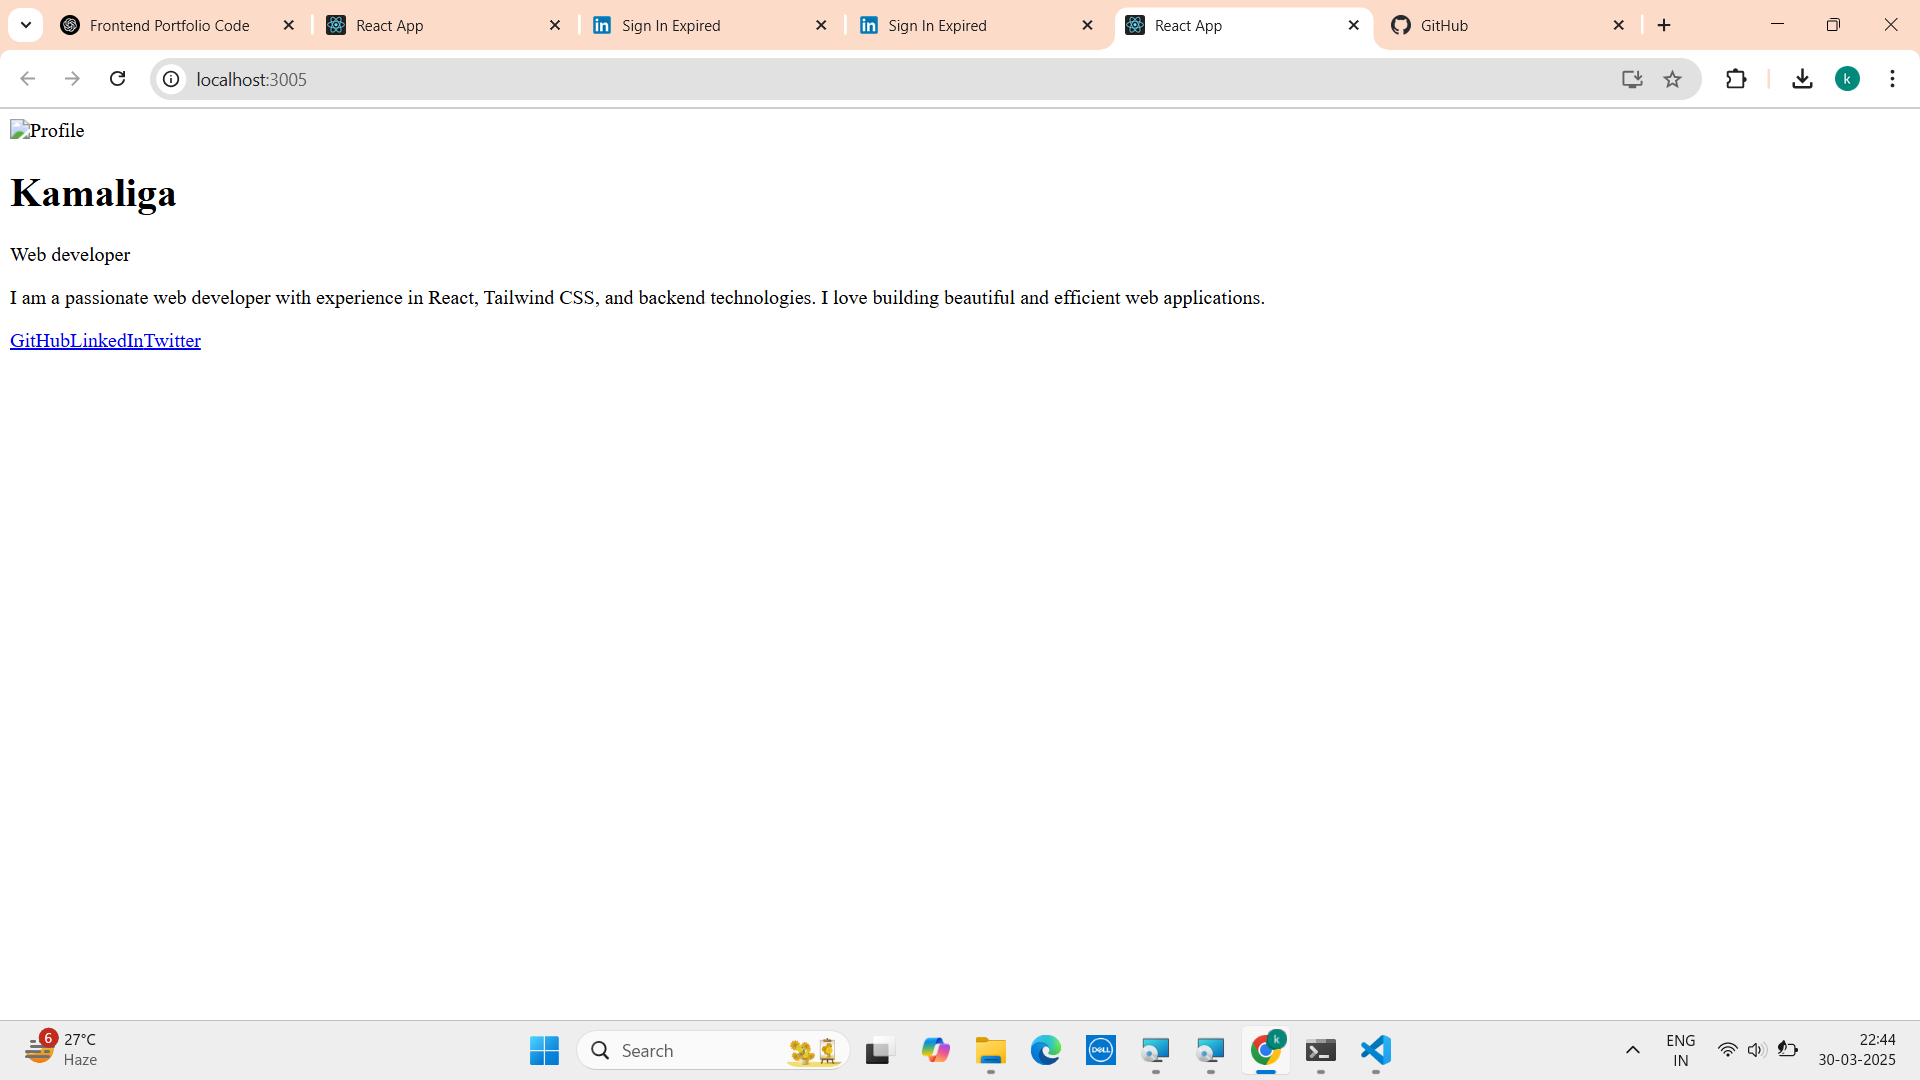 Frontend Portfolio Code
React App
Sign In Expired
Sign In Expired
React App
GitHub
localhost:3005
k
Profile
Kamaliga
Web developer
I am a passionate web developer with experience in React, Tailwind CSS, and backend technologies. I love building beautiful and efficient web applications.
GitHubLinkedInTwitter
6
27°C
Haze
Search
DELL
k
ENG
IN
22:44
30-03-2025